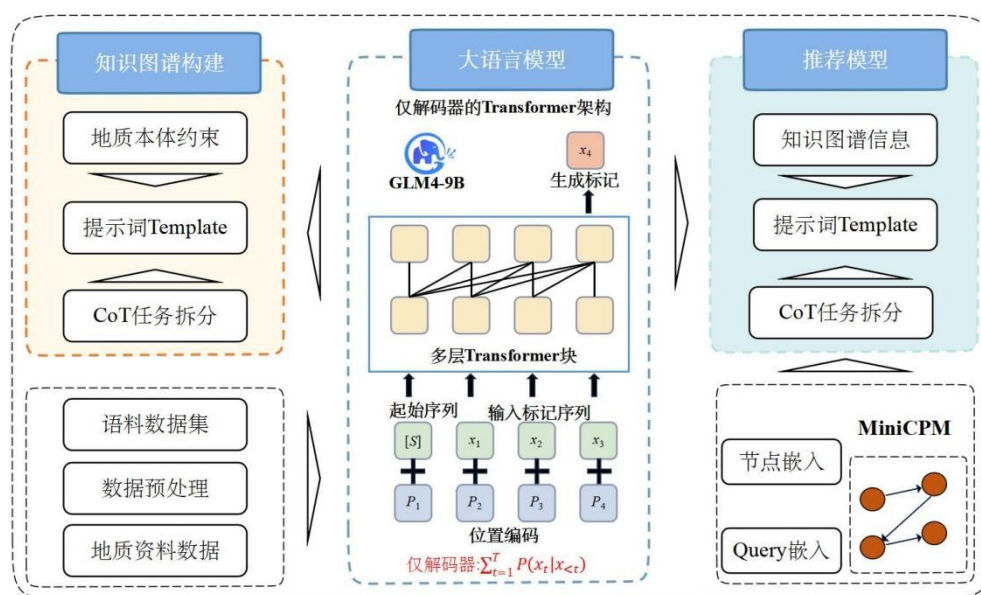 知识图谱构建
地质本体约束
提示词Template
CoT任务拆分
语料数据集
数据预处理
地质资料数据
大语言模型
仅解码器的Transformer架构
GLM4-9B
x₄
生成标记
多层Transformer块
起始序列 输入标记序列
[S] x₁ x₂ x₃
P₁ P₂ P₃ P₄
位置编码
仅解码器:∑ₜ₌₁ᵀ P(xₜ|x<ₜ)
推荐模型
知识图谱信息
提示词Template
CoT任务拆分
MiniCPM
节点嵌入
Query嵌入